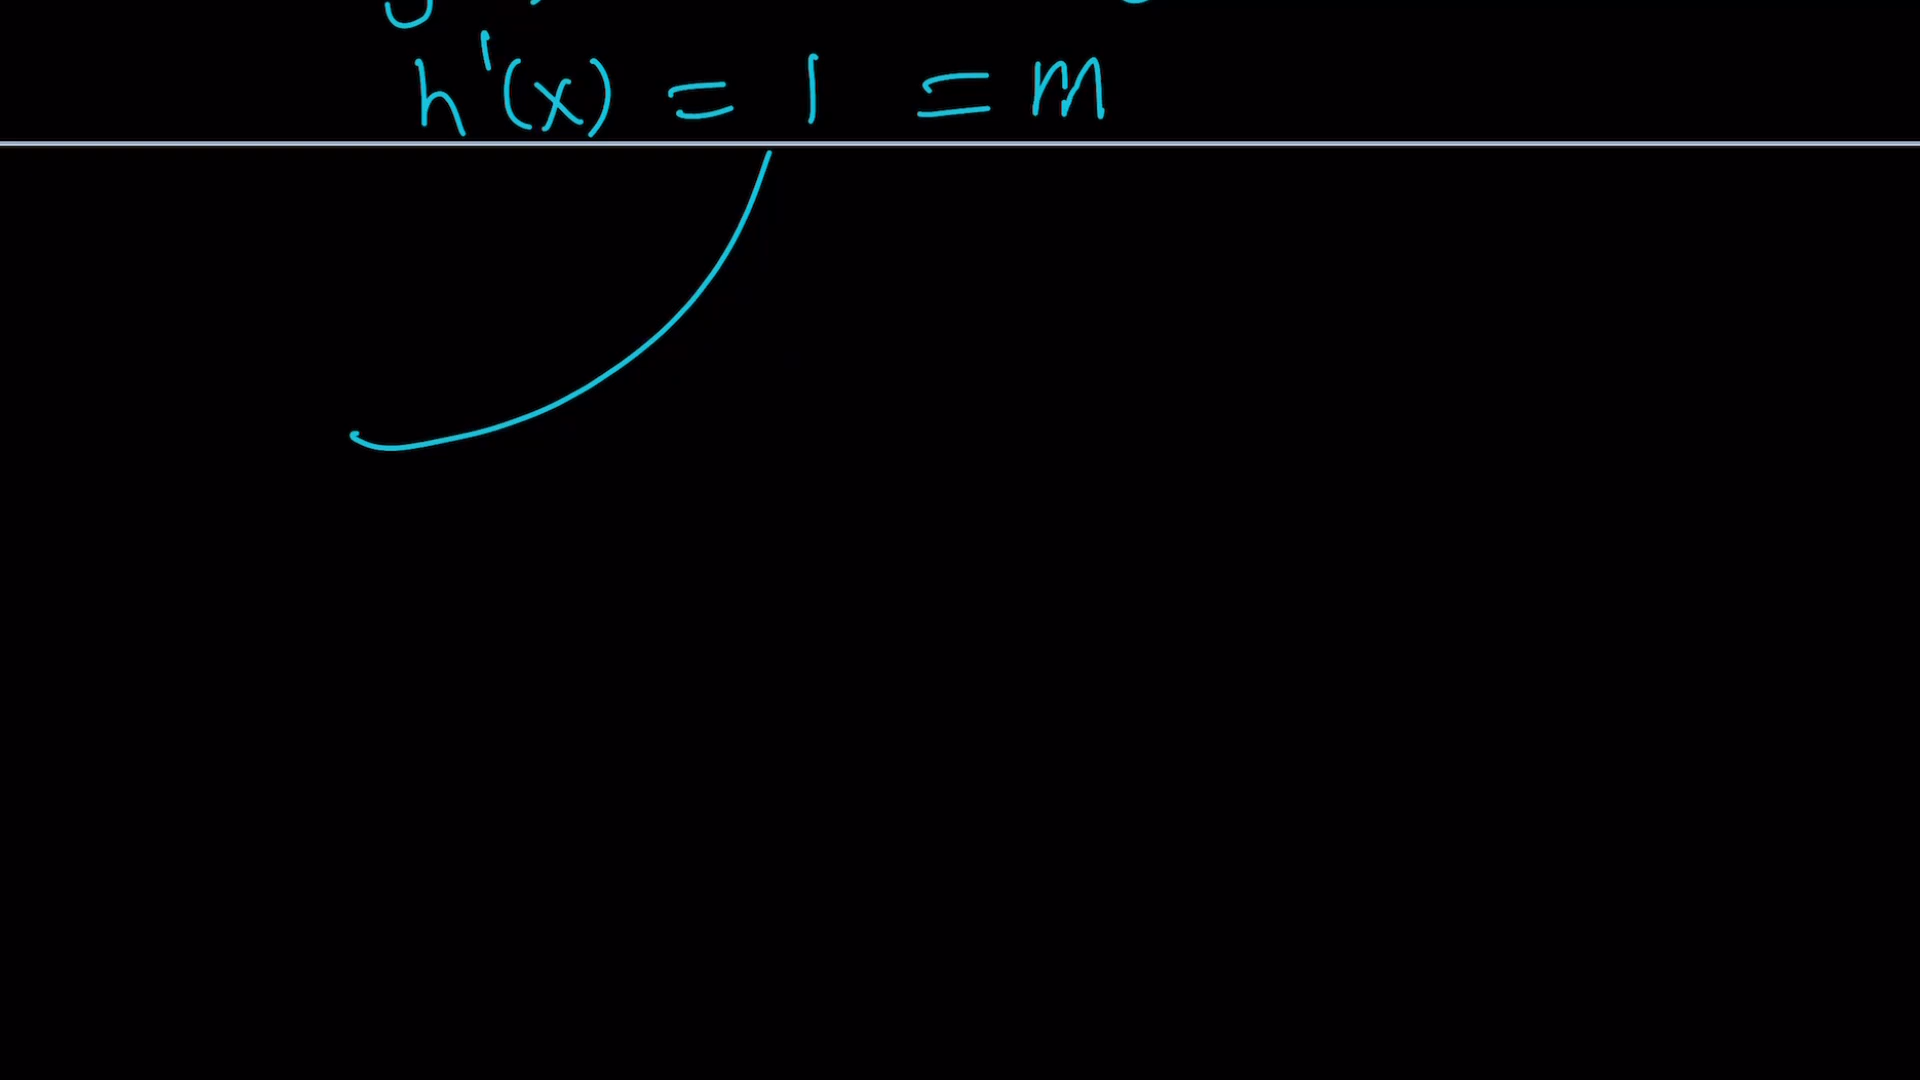 h'(x) = 1 = m